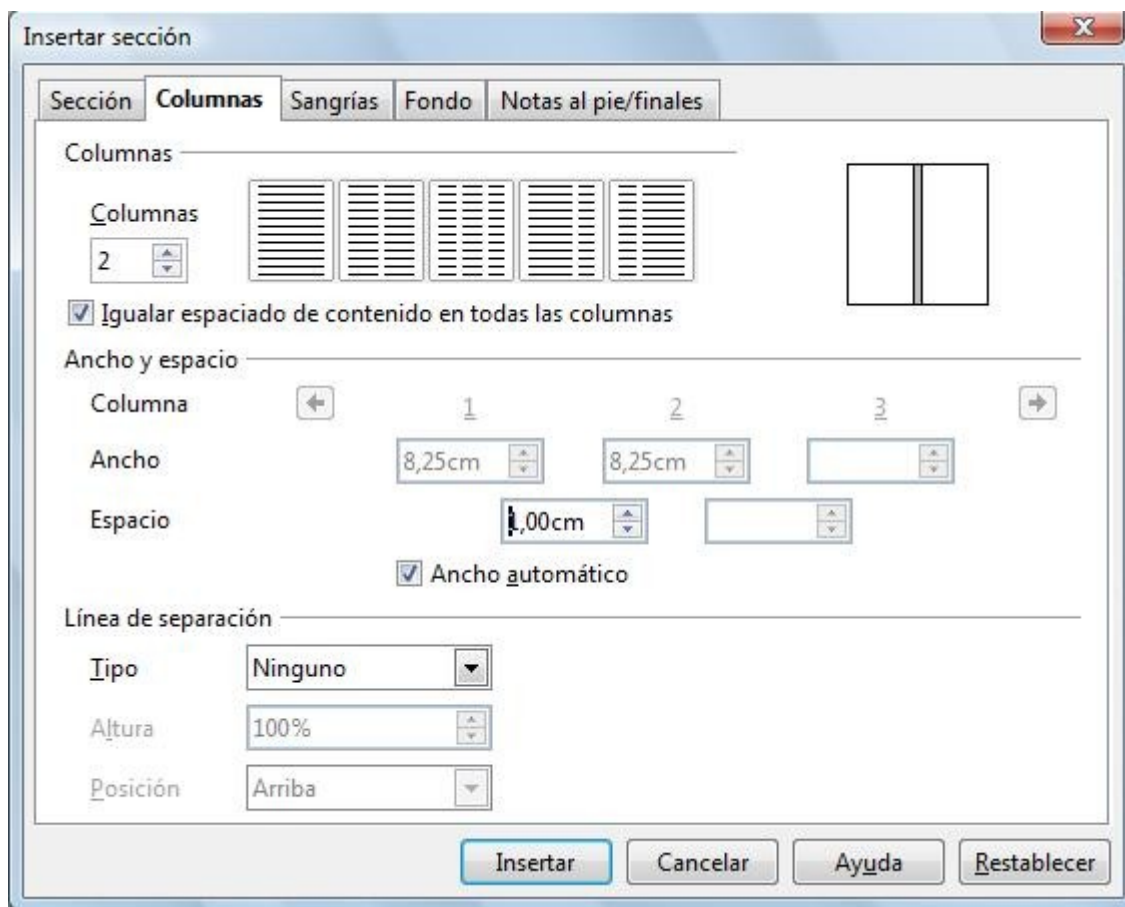 Insertar sección
Sección Columnas Sangrías Fondo Notas al pie/finales
Columnas
Columnas
2
Igualar espaciado de contenido en todas las columnas
Ancho y espacio
Columna 1 2 3
Ancho 8,25cm 8,25cm
Espacio 1,00cm
Ancho automático
Línea de separación
Tipo Ninguno
Altura 100%
Posición Arriba
Insertar Cancelar Ayuda Restablecer